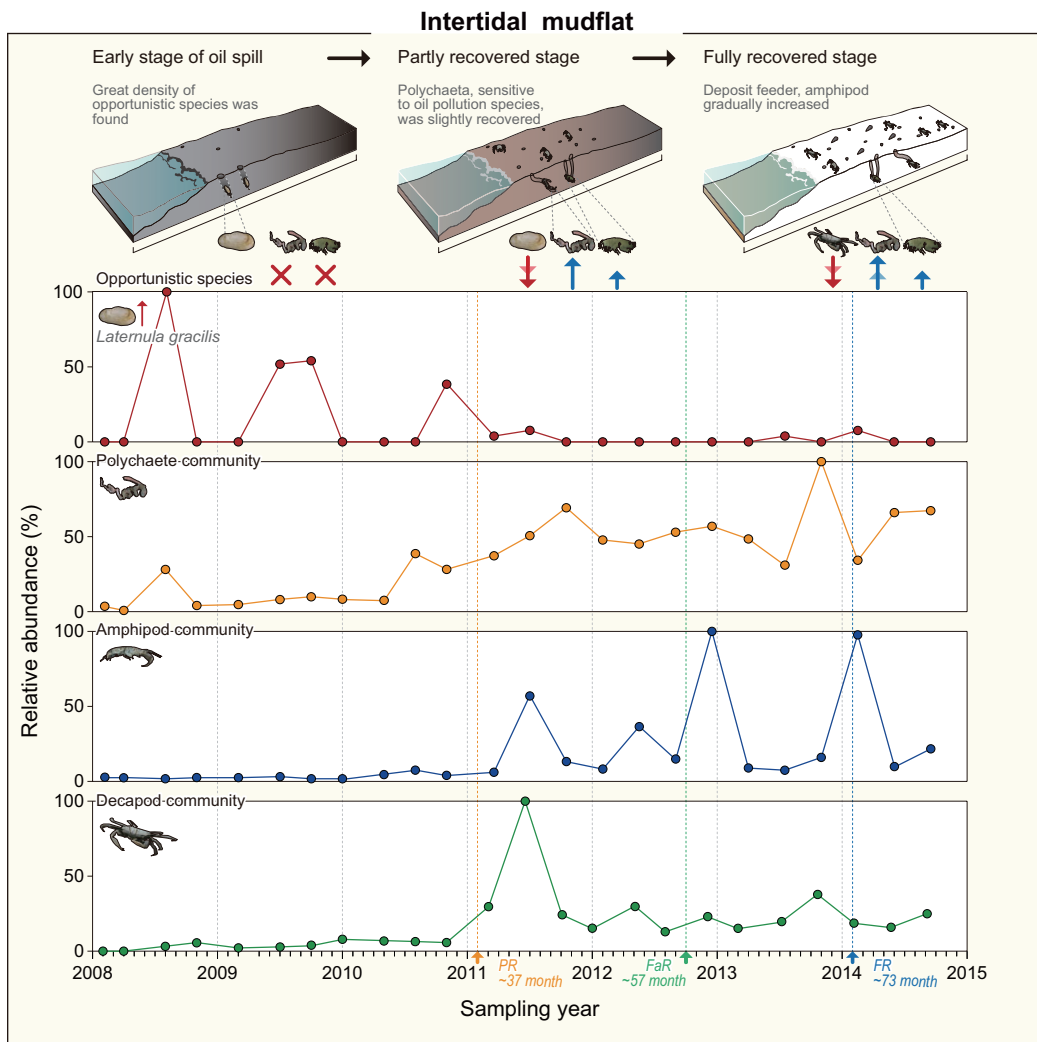 Intertidal mudflat
Early stage of oil spill
Partly recovered stage
Fully recovered stage
Great density of
opportunistic species was
found
Polychaeta, sensitive
to oil pollution species,
was slightly recovered
Deposit feeder, amphipod
gradually increased
Opportunistic species
100
Laternula gracilis
50
0
Polychaete community
100
50
0
Amphipod community
100
50
0
Decapod community
100
50
0
Relative abundance (%)
2008
2009
2010
2011
2012
2013
2014
2015
PR
~37 month
FaR
~57 month
FR
~73 month
Sampling year